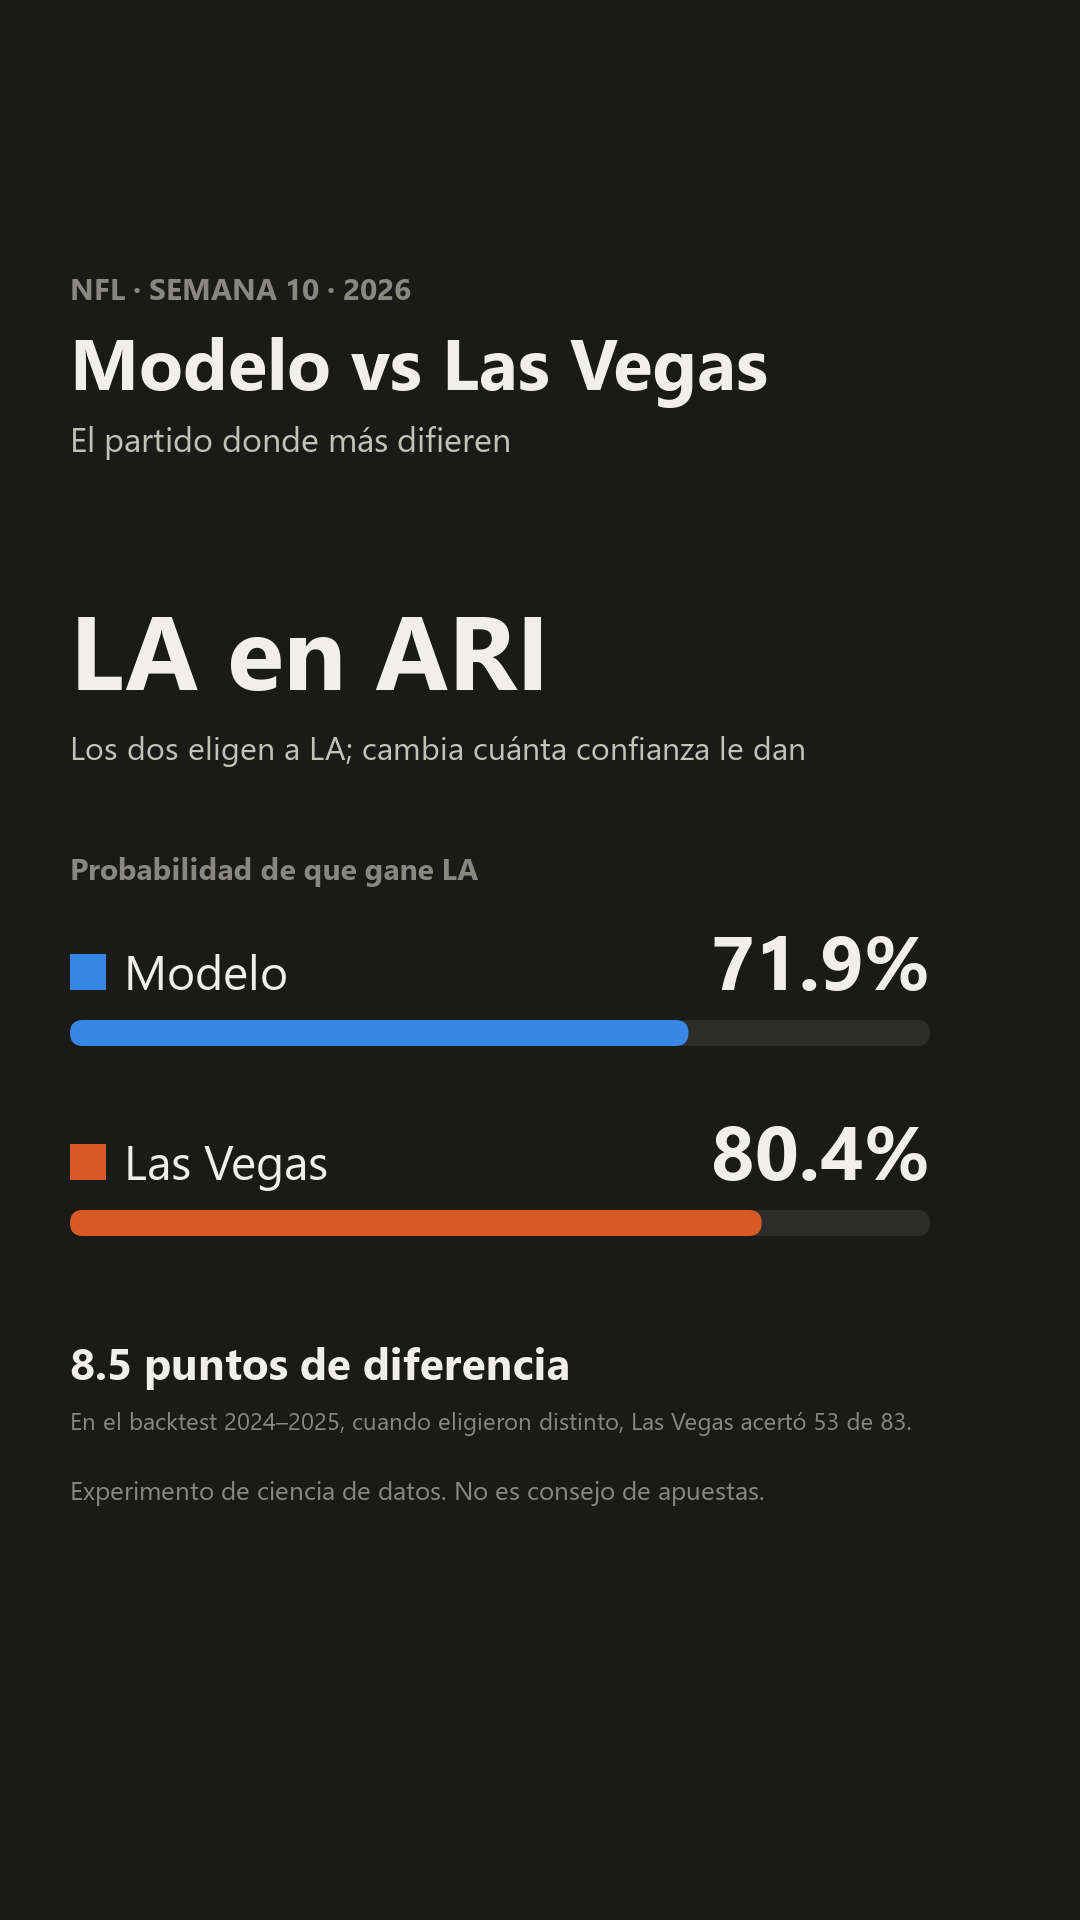 NFL · SEMANA 10 · 2026
Modelo vs Las Vegas
El partido donde más difieren
LA en ARI
Los dos eligen a LA; cambia cuánta confianza le dan
Probabilidad de que gane LA
Modelo 71.9%
Las Vegas 80.4%
8.5 puntos de diferencia
En el backtest 2024–2025, cuando eligieron distinto, Las Vegas acertó 53 de 83.
Experimento de ciencia de datos. No es consejo de apuestas.